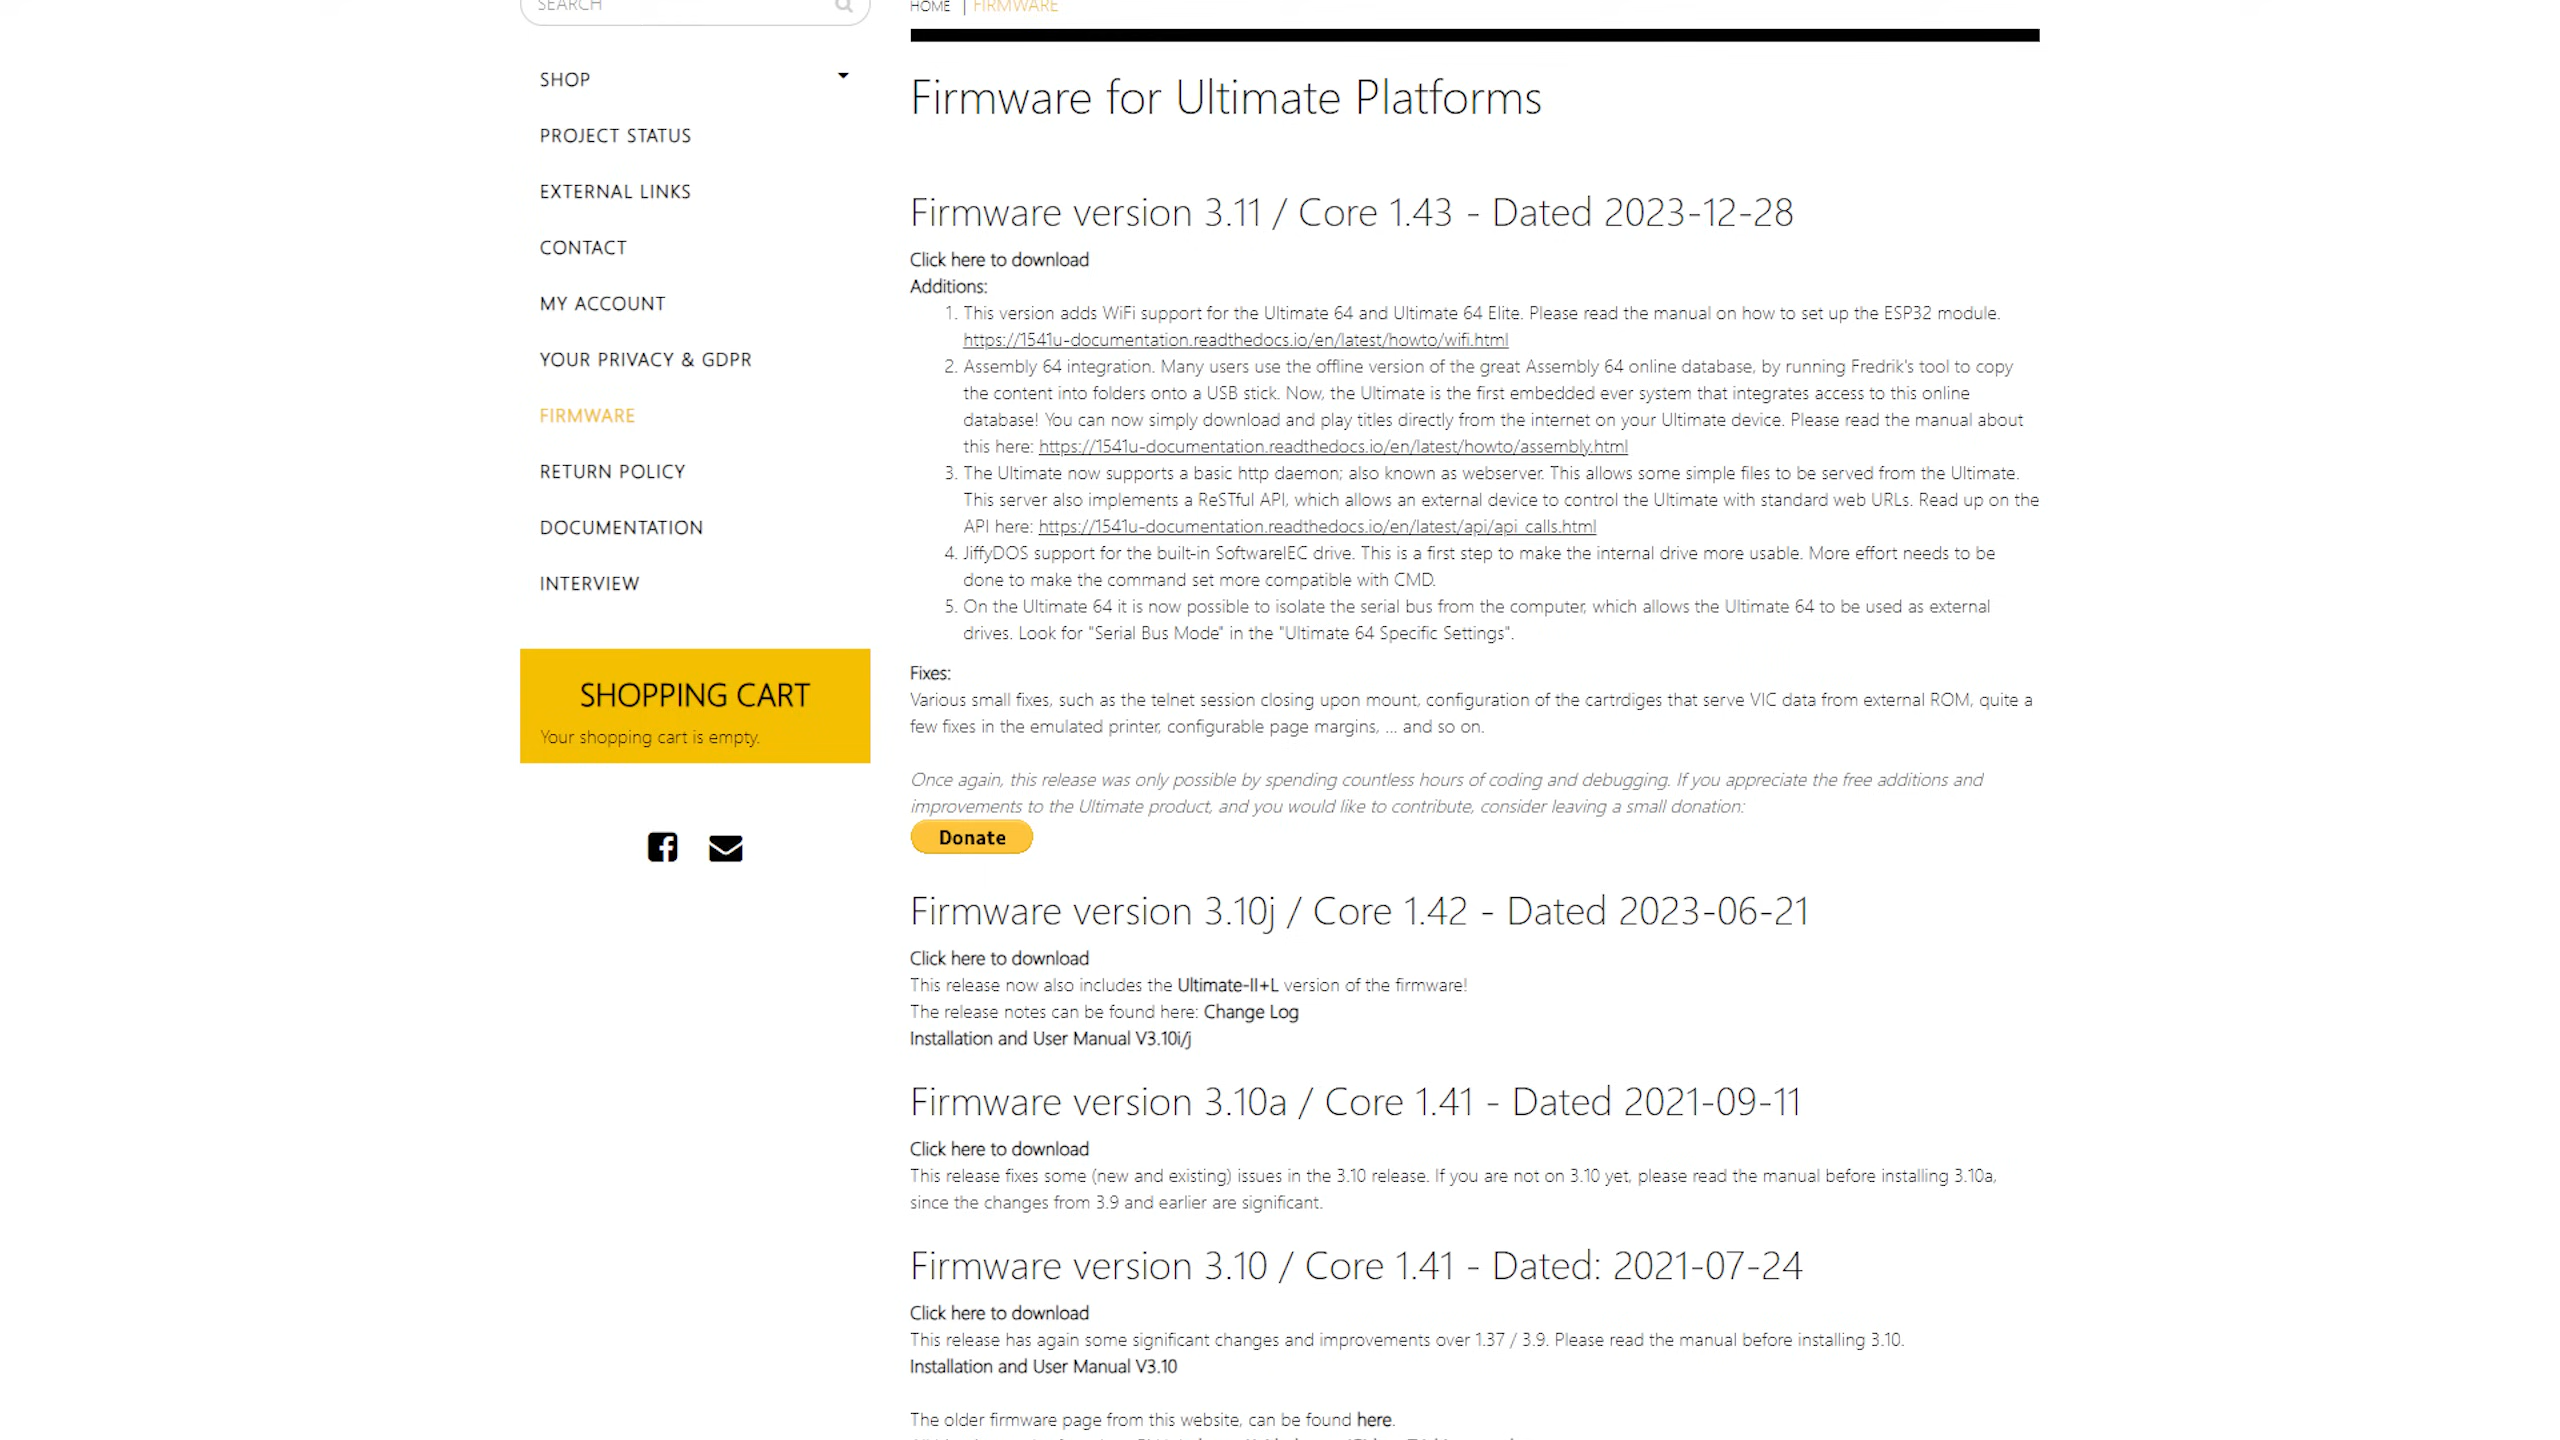 SEARCH
HOME | FIRMWARE
SHOP
PROJECT STATUS
EXTERNAL LINKS
CONTACT
MY ACCOUNT
YOUR PRIVACY & GDPR
FIRMWARE
RETURN POLICY
DOCUMENTATION
INTERVIEW
SHOPPING CART
Your shopping cart is empty.
Firmware for Ultimate Platforms
Firmware version 3.11 / Core 1.43 - Dated 2023-12-28
Click here to download
Additions:
1. This version adds WiFi support for the Ultimate 64 and Ultimate 64 Elite. Please read the manual on how to set up the ESP32 module.
https://1541u-documentation.readthedocs.io/en/latest/howto/wifi.html
2. Assembly 64 integration. Many users use the offline version of the great Assembly 64 online database, by running Fredrik's tool to copy
the content into folders onto a USB stick. Now, the Ultimate is the first embedded ever system that integrates access to this online
database! You can now simply download and play titles directly from the internet on your Ultimate device. Please read the manual about
this here: https://1541u-documentation.readthedocs.io/en/latest/howto/assembly.html
3. The Ultimate now supports a basic http daemon; also known as webserver. This allows some simple files to be served from the Ultimate.
This server also implements a ReSTful API, which allows an external device to control the Ultimate with standard web URLs. Read up on the
API here: https://1541u-documentation.readthedocs.io/en/latest/api/api_calls.html
4. JiffyDOS support for the built-in SoftwareIEC drive. This is a first step to make the internal drive more usable. More effort needs to be
done to make the command set more compatible with CMD.
5. On the Ultimate 64 it is now possible to isolate the serial bus from the computer, which allows the Ultimate 64 to be used as external
drives. Look for "Serial Bus Mode" in the "Ultimate 64 Specific Settings".
Fixes:
Various small fixes, such as the telnet session closing upon mount, configuration of the cartrdiges that serve VIC data from external ROM, quite a
few fixes in the emulated printer, configurable page margins, ... and so on.
Once again, this release was only possible by spending countless hours of coding and debugging. If you appreciate the free additions and
improvements to the Ultimate product, and you would like to contribute, consider leaving a small donation:
Donate
Firmware version 3.10j / Core 1.42 - Dated 2023-06-21
Click here to download
This release now also includes the Ultimate-II+L version of the firmware!
The release notes can be found here: Change Log
Installation and User Manual V3.10i/j
Firmware version 3.10a / Core 1.41 - Dated 2021-09-11
Click here to download
This release fixes some (new and existing) issues in the 3.10 release. If you are not on 3.10 yet, please read the manual before installing 3.10a,
since the changes from 3.9 and earlier are significant.
Firmware version 3.10 / Core 1.41 - Dated: 2021-07-24
Click here to download
This release has again some significant changes and improvements over 1.37 / 3.9. Please read the manual before installing 3.10.
Installation and User Manual V3.10
The older firmware page from this website, can be found here.